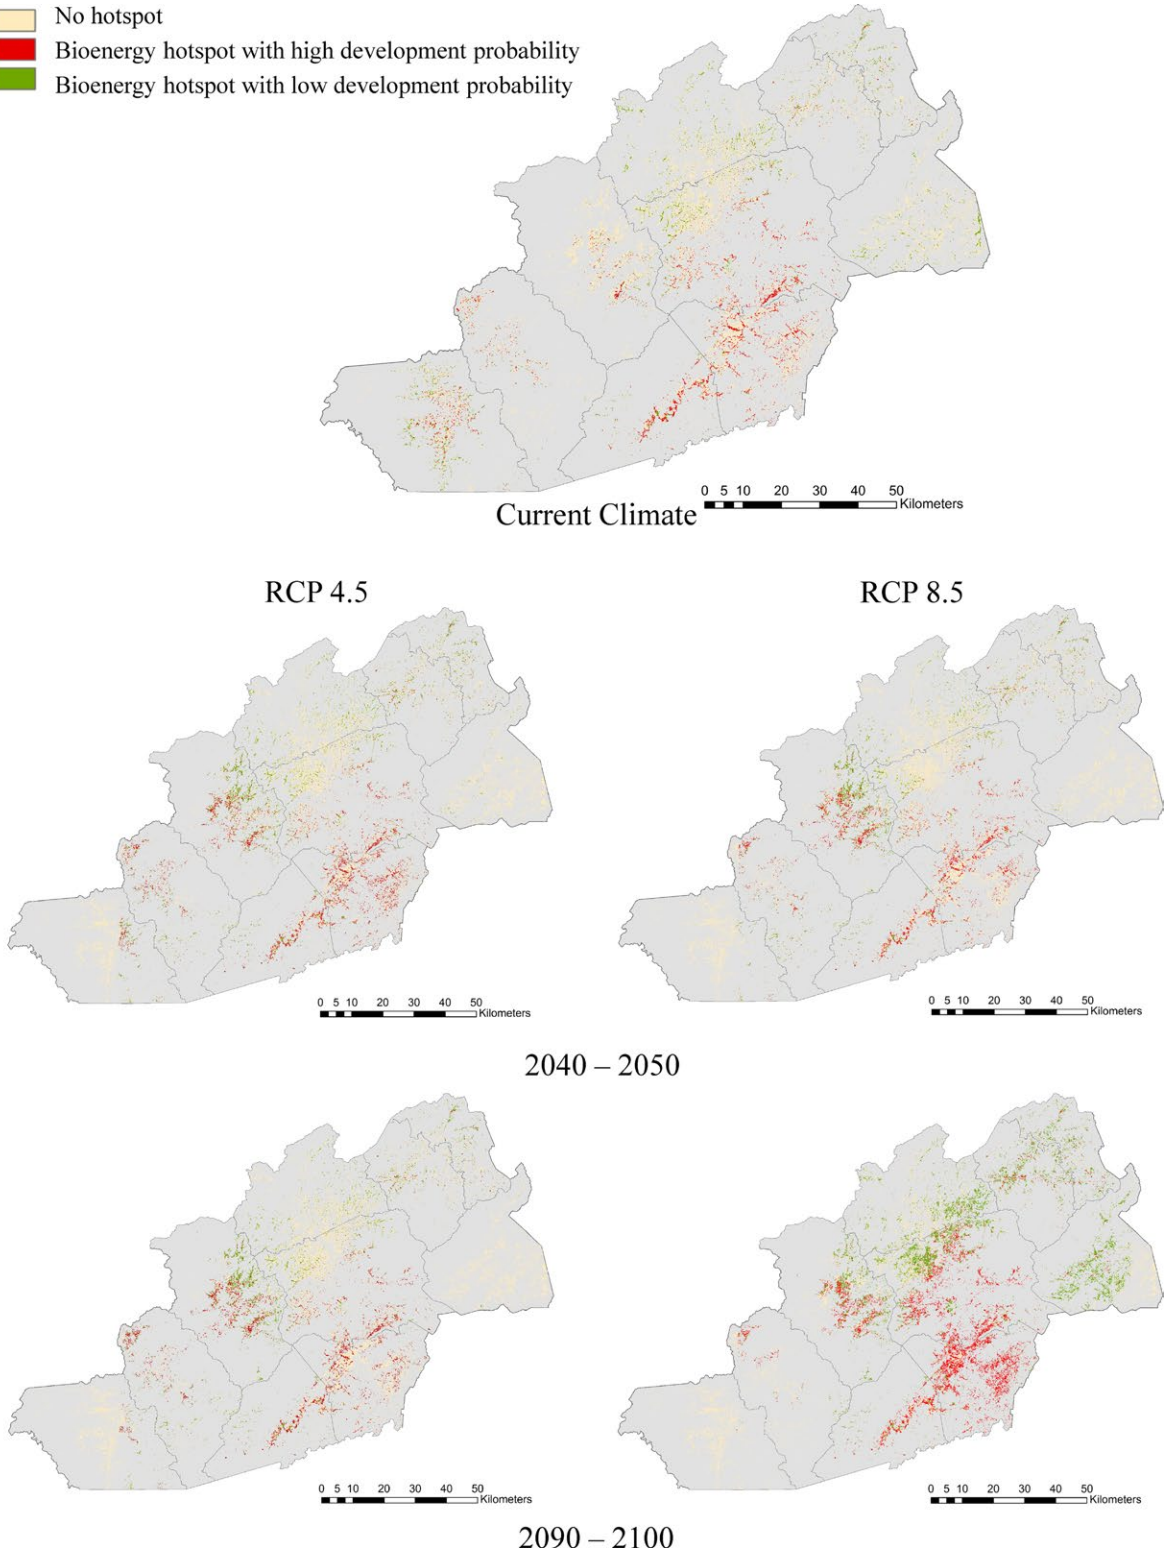 No hotspot
Bioenergy hotspot with high development probability
Bioenergy hotspot with low development probability
0 5 10 20 30 40 50
Kilometers
Current Climate
RCP 4.5
RCP 8.5
0 5 10 20 30 40 50
Kilometers
0 5 10 20 30 40 50
Kilometers
2040 – 2050
0 5 10 20 30 40 50
Kilometers
0 5 10 20 30 40 50
Kilometers
2090 – 2100